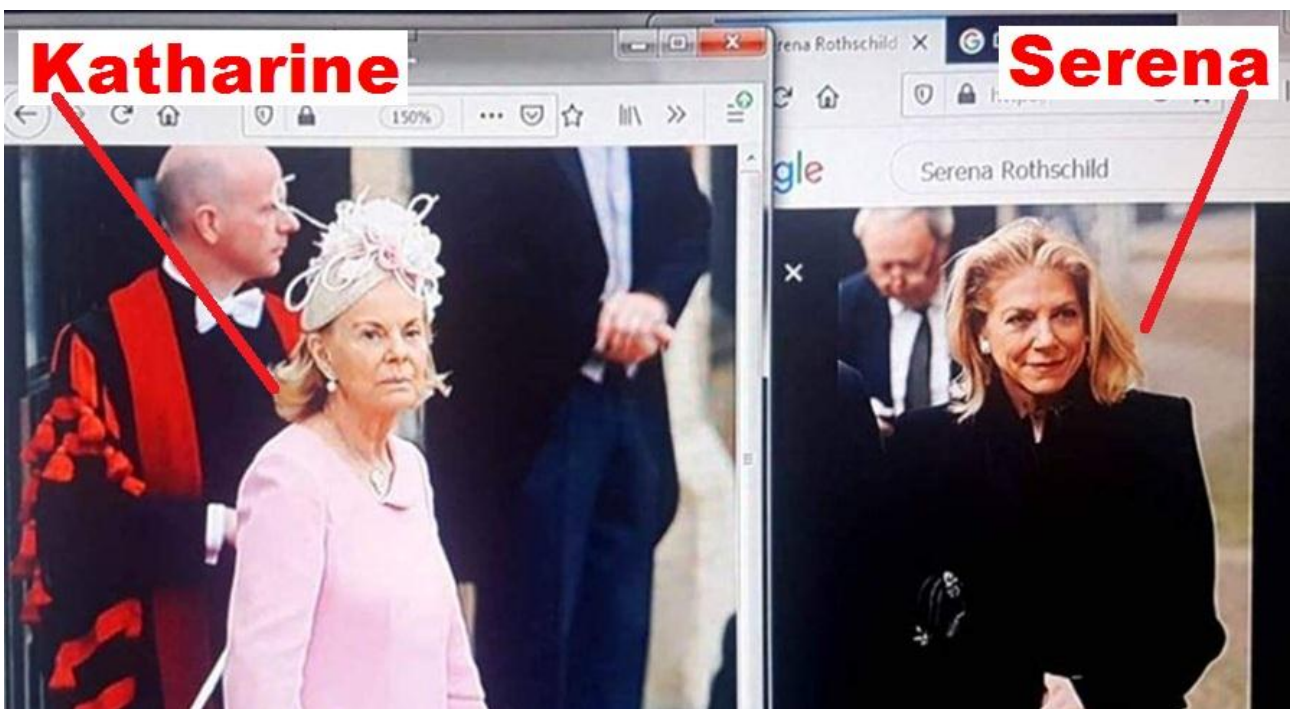 Katharine
Serena
rena Rothschild
150%
gle
Serena Rothschild